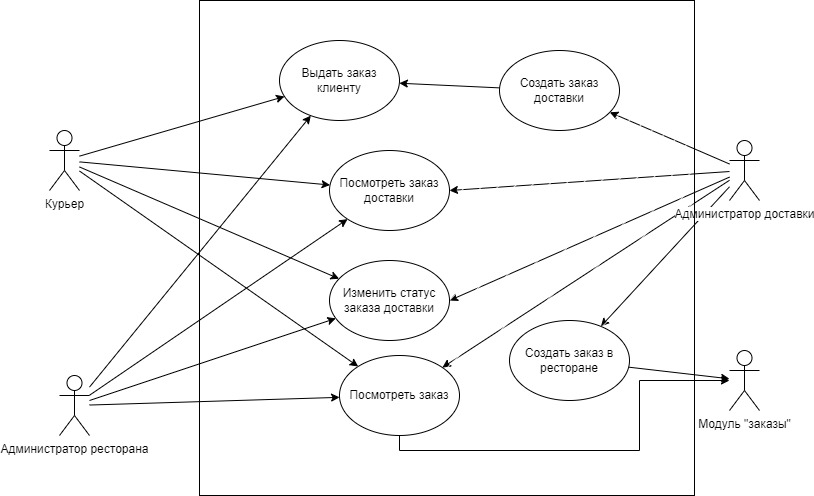 Выдать заказ
клиенту
Создать заказ
доставки
Курьер
Посмотреть заказ
доставки
Администратор доставки
Изменить статус
заказа доставки
Создать заказ в
ресторане
Посмотреть заказ
Модуль "заказы"
Администратор ресторана